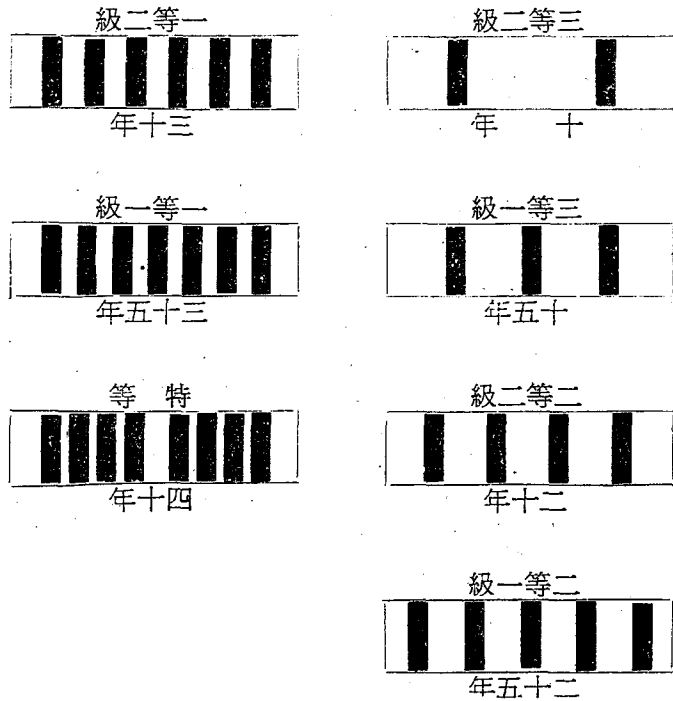 三等二級
十年
三等一級
十五年
二等二級
二十年
二等一級
二十五年
一等二級
三十年
一等一級
三十五年
特等
四十年